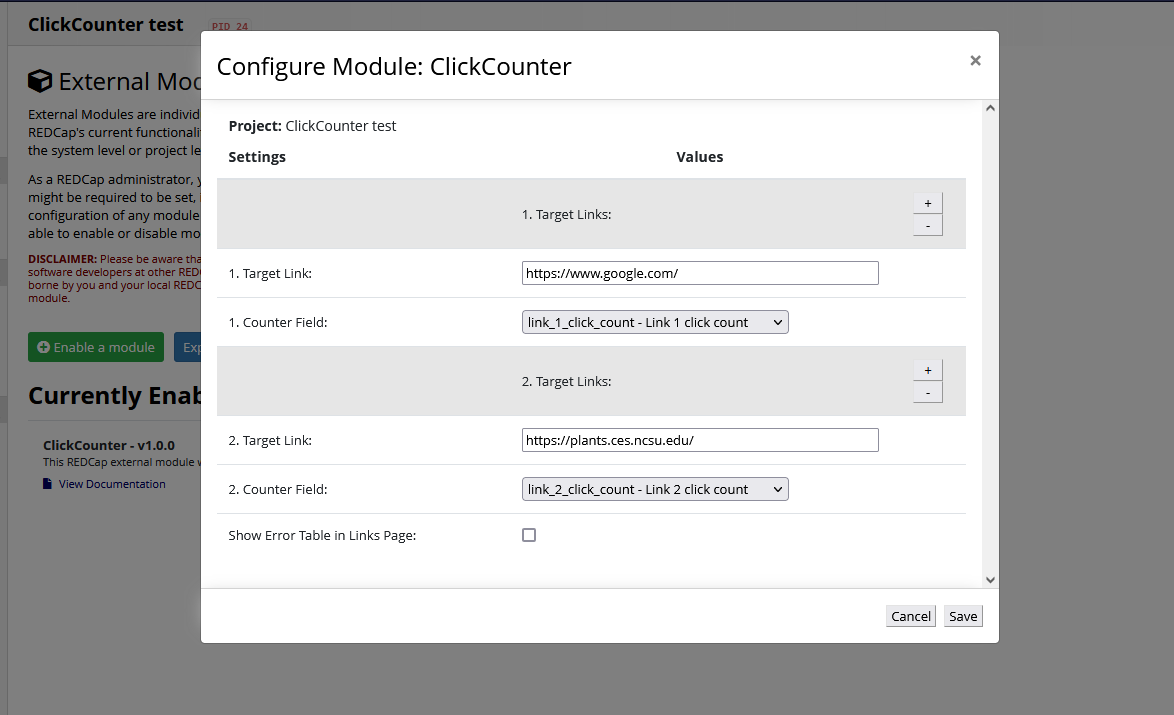 ClickCounter test PID 24
External Mod
External Modules are individ
REDCap's current functionali
the system level or project le
As a REDCap administrator, y
might be required to be set,
configuration of any module
able to enable or disable mo
DISCLAIMER: Please be aware tha
software developers at other RED
borne by you and your local REDC
module.
Enable a module
Exp
Currently Enab
ClickCounter - v1.0.0
This REDCap external module w
View Documentation
Configure Module: ClickCounter
×
Project: ClickCounter test
Settings Values
1. Target Links: +
-
1. Target Link: https://www.google.com/
1. Counter Field: link_1_click_count - Link 1 click count
2. Target Links: +
-
2. Target Link: https://plants.ces.ncsu.edu/
2. Counter Field: link_2_click_count - Link 2 click count
Show Error Table in Links Page:
Cancel Save